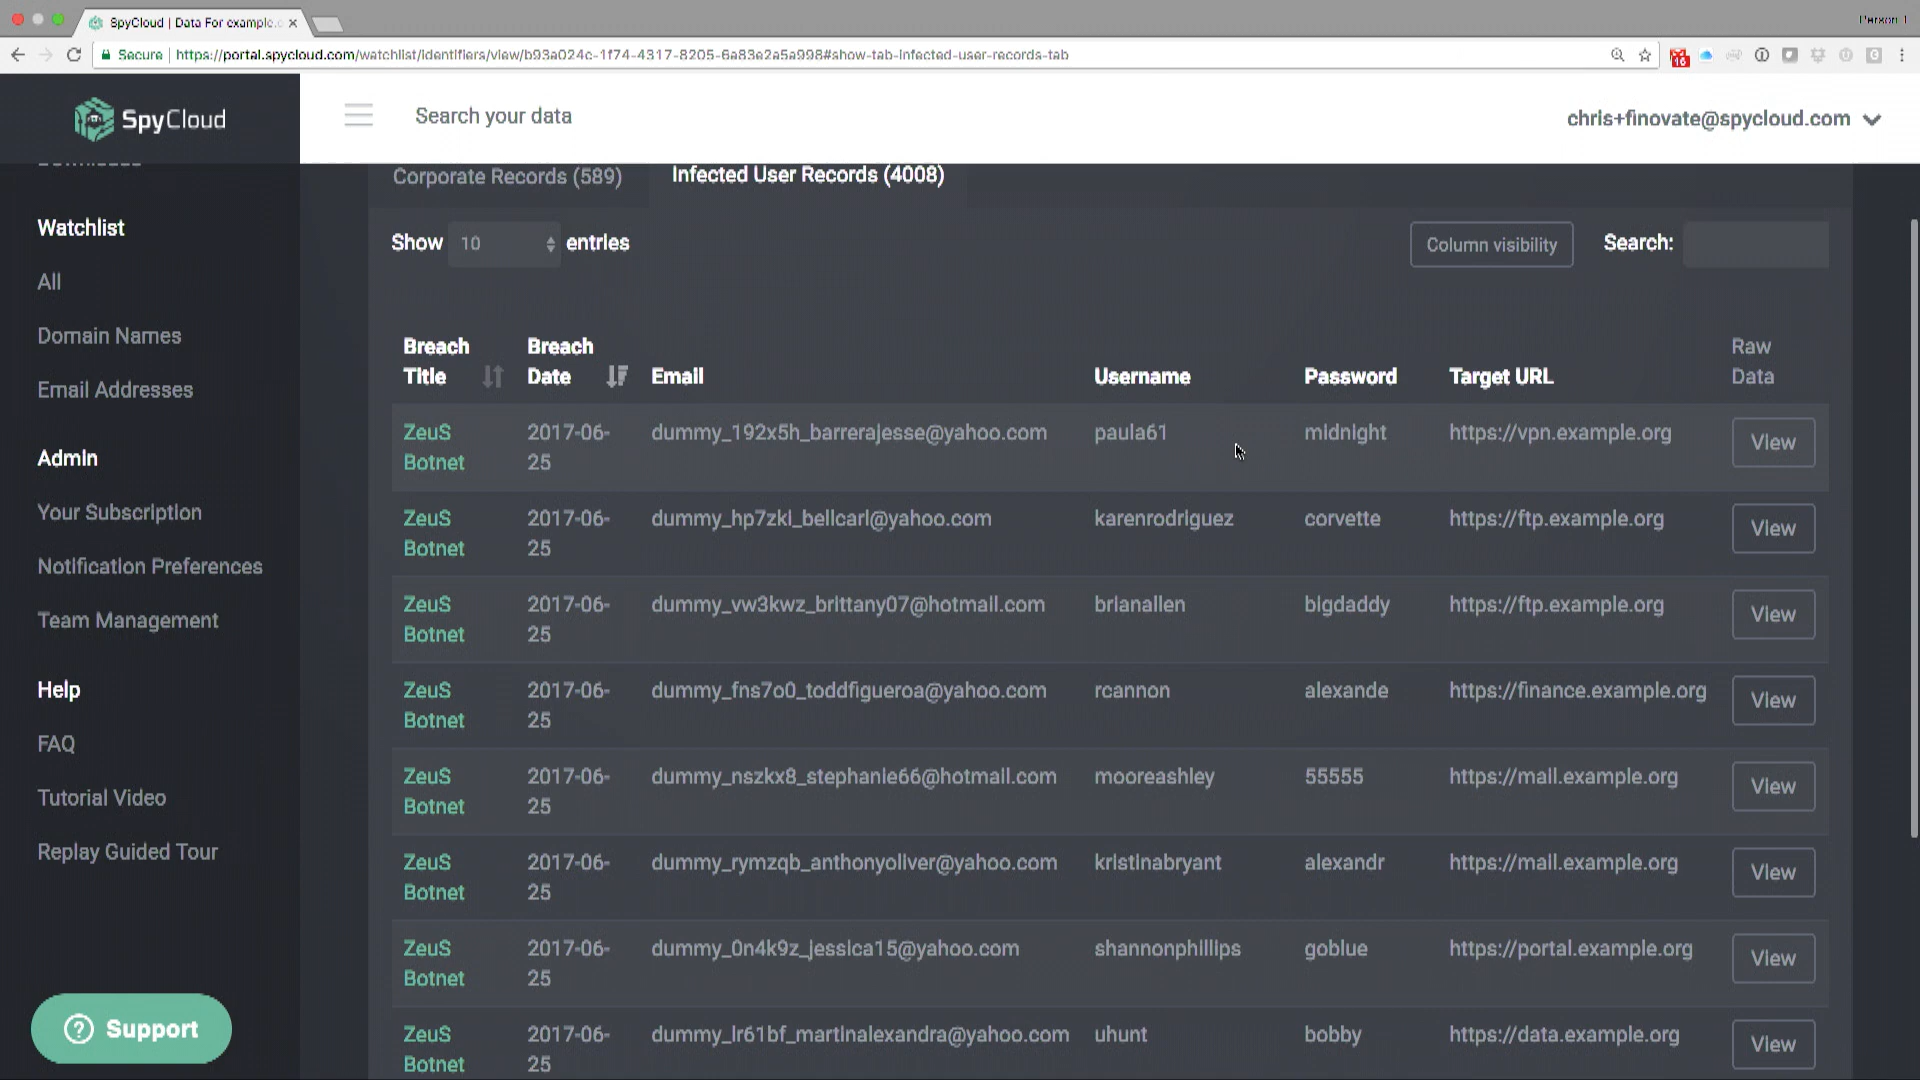 SpyCloud | Data For example.o
Person 1
Secure | https://portal.spycloud.com/watchlist/identifiers/view/b93a024c-1f74-4317-8205-6a83e2a5a998#show-tab-infected-user-records-tab
16
SpyCloud
Search your data
chris+finovate@spycloud.com
Downloads
Watchlist
All
Domain Names
Email Addresses
Admin
Your Subscription
Notification Preferences
Team Management
Help
FAQ
Tutorial Video
Replay Guided Tour
Support
Corporate Records (589)
Infected User Records (4008)
Show 10 entries
Column visibility
Search:
Breach Title
Breach Date
Email
Username
Password
Target URL
Raw Data
ZeuS Botnet 2017-06-25 dummy_192x5h_barrerajesse@yahoo.com paula61 midnight https://vpn.example.org View
ZeuS Botnet 2017-06-25 dummy_hp7zkl_bellcarl@yahoo.com karenrodriguez corvette https://ftp.example.org View
ZeuS Botnet 2017-06-25 dummy_vw3kwz_brittany07@hotmail.com brianallen bigdaddy https://ftp.example.org View
ZeuS Botnet 2017-06-25 dummy_fns7o0_toddfigueroa@yahoo.com rcannon alexande https://finance.example.org View
ZeuS Botnet 2017-06-25 dummy_nszkx8_stephanie66@hotmail.com mooreashley 55555 https://mail.example.org View
ZeuS Botnet 2017-06-25 dummy_rymzqb_anthonyoliver@yahoo.com kristinabryant alexandr https://mail.example.org View
ZeuS Botnet 2017-06-25 dummy_0n4k9z_jessica15@yahoo.com shannonphillips goblue https://portal.example.org View
ZeuS Botnet 2017-06-25 dummy_lr61bf_martinalexandra@yahoo.com uhunt bobby https://data.example.org View